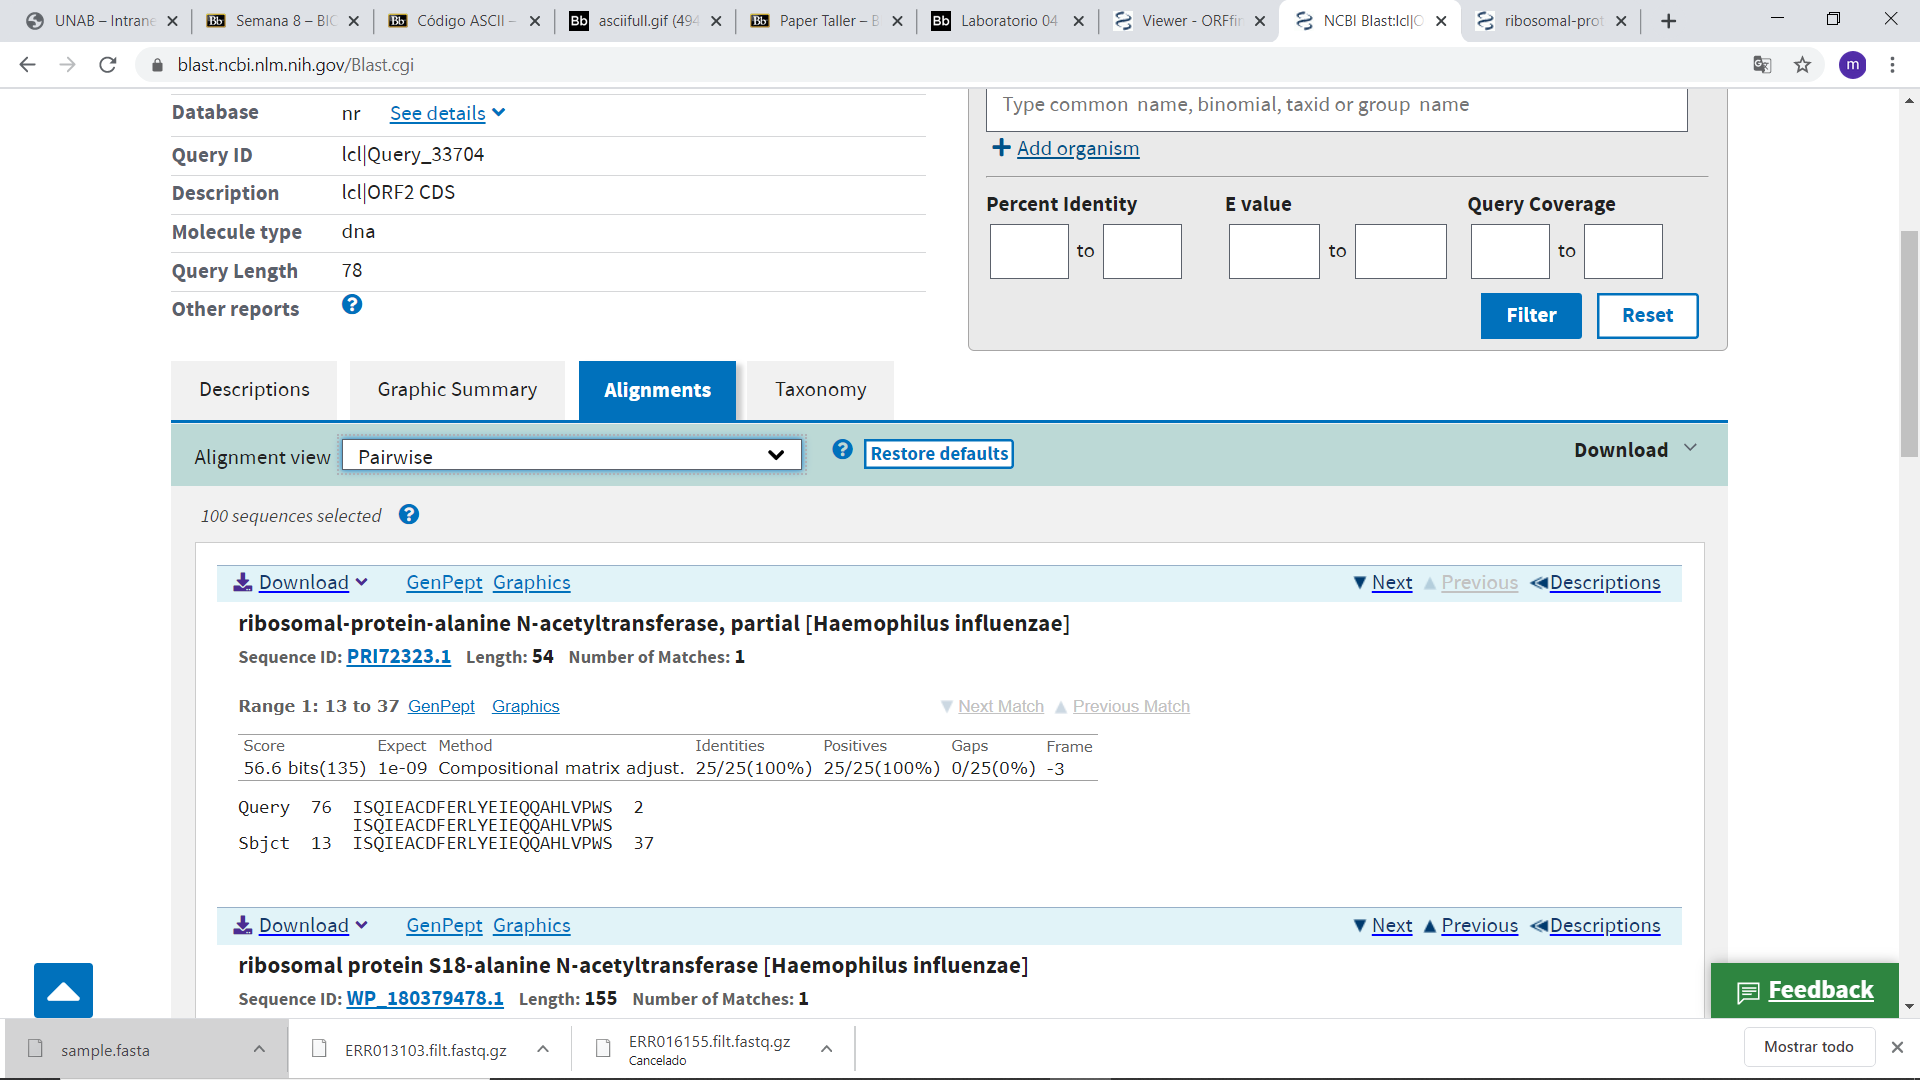 UNAB – Intrane
Semana 8 – BIC
Código ASCII –
asciifull.gif (494
Paper Taller – B
Laboratorio 04
Viewer - ORFfin
NCBI Blast:lcl|O
ribosomal-prot
blast.ncbi.nlm.nih.gov/Blast.cgi
m
Database nr See details
Query ID lcl|Query_33704
Description lcl|ORF2 CDS
Molecule type dna
Query Length 78
Other reports ?
Type common name, binomial, taxid or group name
Add organism
Percent Identity E value Query Coverage
to to to
Filter Reset
Descriptions Graphic Summary Alignments Taxonomy
Alignment view Pairwise ? Restore defaults Download
100 sequences selected ?
Download GenPept Graphics Next Previous Descriptions
ribosomal-protein-alanine N-acetyltransferase, partial [Haemophilus influenzae]
Sequence ID: PRI72323.1 Length: 54 Number of Matches: 1
Range 1: 13 to 37 GenPept Graphics Next Match Previous Match
Score Expect Method Identities Positives Gaps Frame
56.6 bits(135) 1e-09 Compositional matrix adjust. 25/25(100%) 25/25(100%) 0/25(0%) -3
Query 76 ISQIEACDFERLYEIEQQAHLVPWS 2
ISQIEACDFERLYEIEQQAHLVPWS
Sbjct 13 ISQIEACDFERLYEIEQQAHLVPWS 37
Download GenPept Graphics Next Previous Descriptions
ribosomal protein S18-alanine N-acetyltransferase [Haemophilus influenzae]
Sequence ID: WP_180379478.1 Length: 155 Number of Matches: 1
Feedback
sample.fasta
ERR013103.filt.fastq.gz
ERR016155.filt.fastq.gz
Cancelado
Mostrar todo